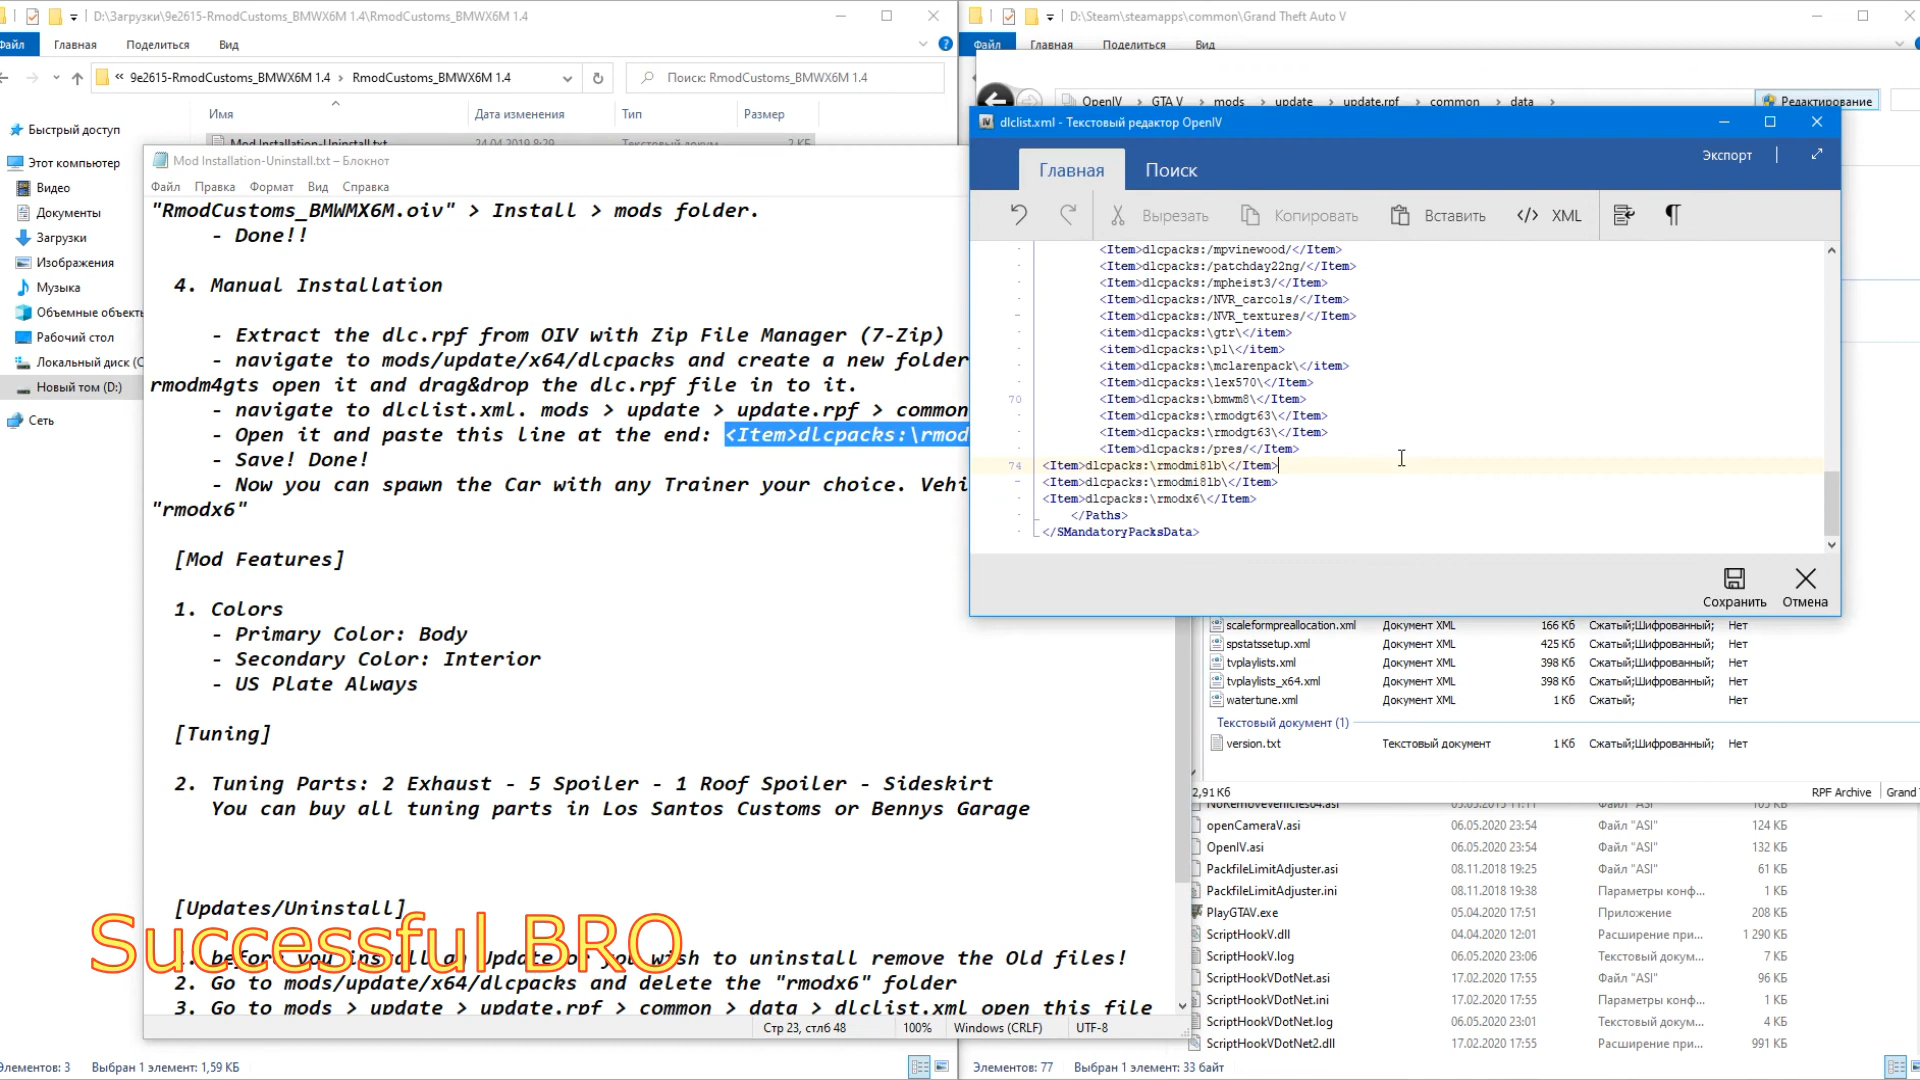 D:\Загрузки\9e2615-RmodCustoms_BMWX6M 1.4\RmodCustoms_BMWX6M 1.4
Файл Главная Поделиться Вид
9e2615-RmodCustoms_BMWX6M 1.4 › RmodCustoms_BMWX6M 1.4
Поиск: RmodCustoms_BMWX6M 1.4
Имя Дата изменения Тип Размер
Быстрый доступ
Этот компьютер
Видео
Документы
Загрузки
Изображения
Музыка
Объемные объекты
Рабочий стол
Локальный диск (C
Новый том (D:)
Сеть
Mod Installation-Uninstall.txt 24.04.2019 8:29 Текстовый докум... 2 КБ
Mod Installation-Uninstall.txt – Блокнот
Файл Правка Формат Вид Справка
"RmodCustoms_BMWMX6M.oiv" > Install > mods folder.
- Done!!
4. Manual Installation
- Extract the dlc.rpf from OIV with Zip File Manager (7-Zip)
- navigate to mods/update/x64/dlcpacks and create a new folder
rmodm4gts open it and drag&drop the dlc.rpf file in to it.
- navigate to dlclist.xml. mods > update > update.rpf > common
- Open it and paste this line at the end: <Item>dlcpacks:\rmod
- Save! Done!
- Now you can spawn the Car with any Trainer your choice. Vehi
"rmodx6"
[Mod Features]
1. Colors
- Primary Color: Body
- Secondary Color: Interior
- US Plate Always
[Tuning]
2. Tuning Parts: 2 Exhaust - 5 Spoiler - 1 Roof Spoiler - Sideskirt
You can buy all tuning parts in Los Santos Customs or Bennys Garage
[Updates/Uninstall]
1. before you install an Update or you wish to uninstall remove the Old files!
2. Go to mods/update/x64/dlcpacks and delete the "rmodx6" folder
3. Go to mods > update > update.rpf > common > data > dlclist.xml open this file
Successful BRO
Стр 23, стлб 48 100% Windows (CRLF) UTF-8
Элементов: 3 Выбран 1 элемент: 1,59 КБ
D:\Steam\steamapps\common\Grand Theft Auto V
Файл Главная Поделиться Вид
OpenIV › GTA V › mods › update › update.rpf › common › data ›
Редактирование
dlclist.xml - Текстовый редактор OpenIV
Экспорт
Главная Поиск
Вырезать Копировать Вставить </> XML ¶
<Item>dlcpacks:/mpvinewood/</Item>
<Item>dlcpacks:/patchday22ng/</Item>
<Item>dlcpacks:/mpheist3/</Item>
<Item>dlcpacks:/NVR_carcols/</Item>
<Item>dlcpacks:/NVR_textures/</Item>
<item>dlcpacks:\gtr\</item>
<item>dlcpacks:\p1\</item>
<item>dlcpacks:\mclarenpack\</item>
<Item>dlcpacks:\lex570\</Item>
70 <Item>dlcpacks:\bmwm8\</Item>
<Item>dlcpacks:\rmodgt63\</Item>
<Item>dlcpacks:\rmodgt63\</Item>
<Item>dlcpacks:/pres/</Item>
74 <Item>dlcpacks:\rmodmi8lb\</Item>
<Item>dlcpacks:\rmodmi8lb\</Item>
<Item>dlcpacks:\rmodx6\</Item>
</Paths>
</SMandatoryPacksData>
Сохранить Отмена
scaleformpreallocation.xml Документ XML 166 Кб Сжатый;Шифрованный; Нет
spstatssetup.xml Документ XML 425 Кб Сжатый;Шифрованный; Нет
tvplaylists.xml Документ XML 398 Кб Сжатый;Шифрованный; Нет
tvplaylists_x64.xml Документ XML 398 Кб Сжатый;Шифрованный; Нет
watertune.xml Документ XML 1 Кб Сжатый; Нет
Текстовый документ (1)
version.txt Текстовый документ 1 Кб Сжатый;Шифрованный; Нет
2,91 Кб RPF Archive Grand
openCameraV.asi 06.05.2020 23:54 Файл "ASI" 124 КБ
OpenIV.asi 06.05.2020 23:54 Файл "ASI" 132 КБ
PackfileLimitAdjuster.asi 08.11.2018 19:25 Файл "ASI" 61 КБ
PackfileLimitAdjuster.ini 08.11.2018 19:38 Параметры конф... 1 КБ
PlayGTAV.exe 05.04.2020 17:51 Приложение 208 КБ
ScriptHookV.dll 04.04.2020 12:01 Расширение при... 1 290 КБ
ScriptHookV.log 06.05.2020 23:06 Текстовый докум... 7 КБ
ScriptHookVDotNet.asi 17.02.2020 17:55 Файл "ASI" 96 КБ
ScriptHookVDotNet.ini 17.02.2020 17:55 Параметры конф... 1 КБ
ScriptHookVDotNet.log 06.05.2020 23:01 Текстовый докум... 4 КБ
ScriptHookVDotNet2.dll 17.02.2020 17:55 Расширение при... 991 КБ
Элементов: 77 Выбран 1 элемент: 33 байт